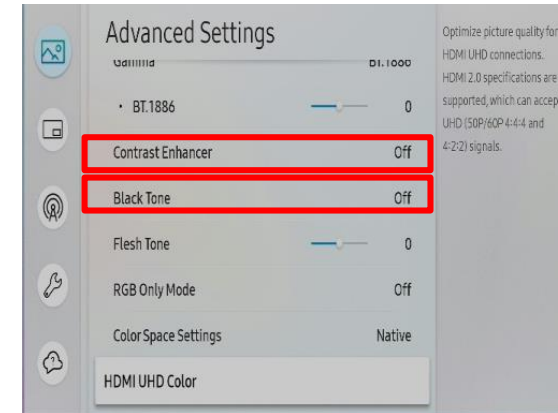 Advanced Settings
Gamma BT.1886
• BT.1886 0
Contrast Enhancer Off
Black Tone Off
Flesh Tone 0
RGB Only Mode Off
Color Space Settings Native
HDMI UHD Color
Optimize picture quality for
HDMI UHD connections.
HDMI 2.0 specifications are
supported, which can accep
UHD (50P/60P 4:4:4 and
4:2:2) signals.